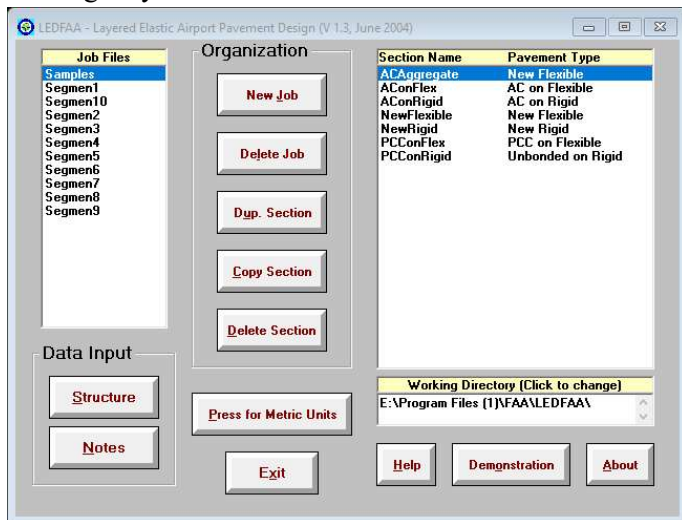 LEDFAA - Layered Elastic Airport Pavement Design (V 1.3, June 2004)
Job Files
Samples
Segmen1
Segmen10
Segmen2
Segmen3
Segmen4
Segmen5
Segmen6
Segmen7
Segmen8
Segmen9
Organization
New Job
Delete Job
Dup. Section
Copy Section
Delete Section
Section Name Pavement Type
ACAggregate New Flexible
AConFlex AC on Flexible
AConRigid AC on Rigid
NewFlexible New Flexible
NewRigid New Rigid
PCConFlex PCC on Flexible
PCConRigid Unbonded on Rigid
Data Input
Structure
Notes
Press for Metric Units
Exit
Working Directory (Click to change)
E:\Program Files (1)\FAA\LEDFAA\
Help
Demonstration
About